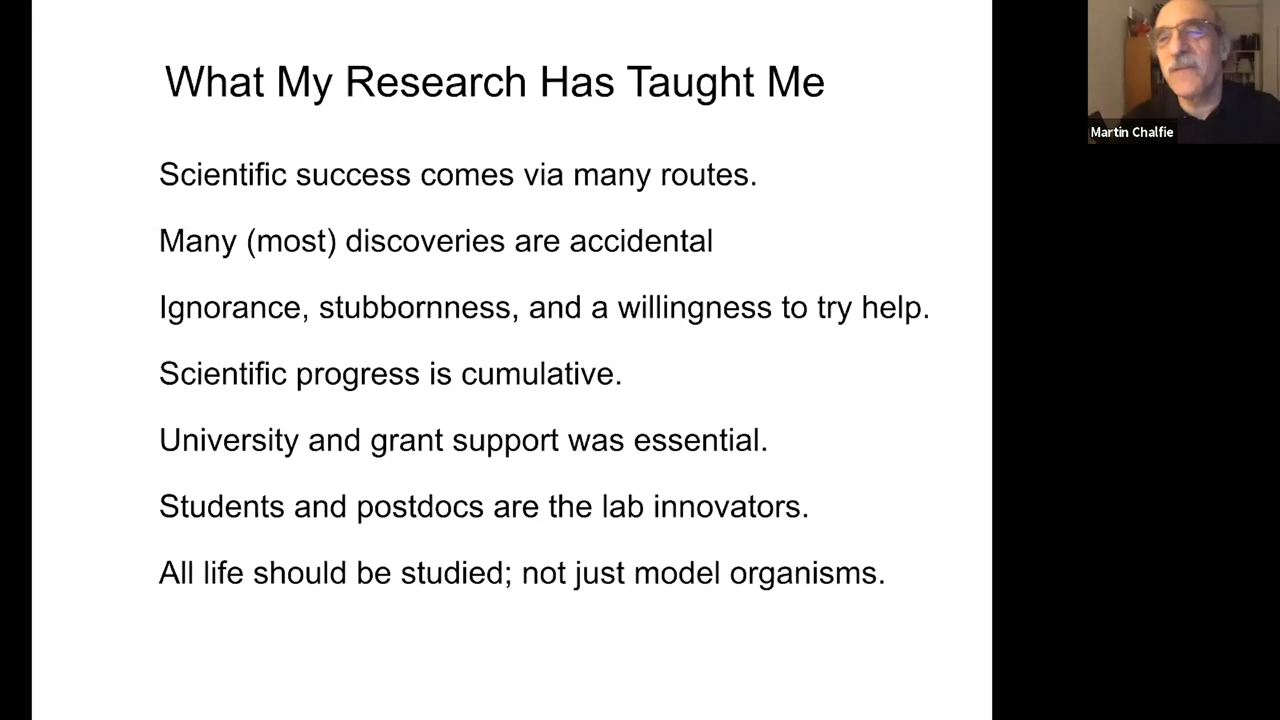 What My Research Has Taught Me
Scientific success comes via many routes.
Many (most) discoveries are accidental
Ignorance, stubbornness, and a willingness to try help.
Scientific progress is cumulative.
University and grant support was essential.
Students and postdocs are the lab innovators.
All life should be studied; not just model organisms.
Martin Chalfie